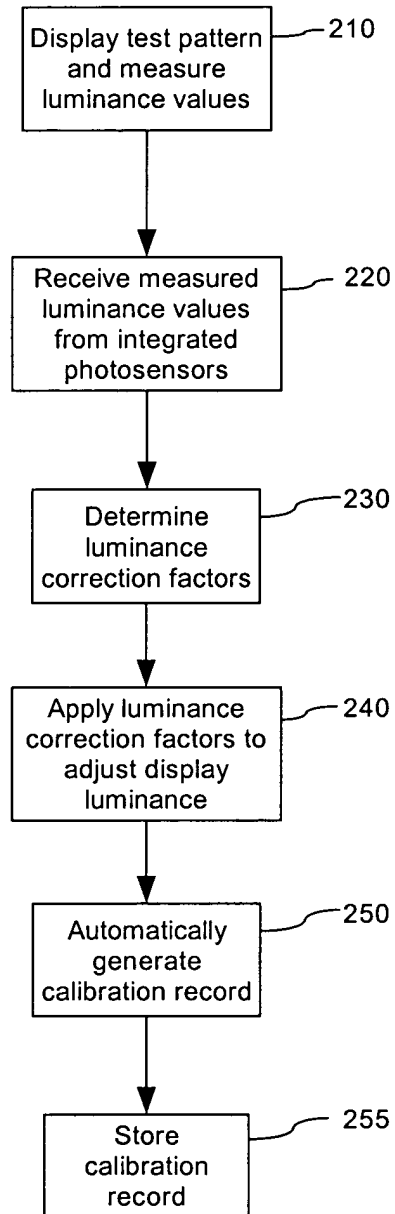 Display test pattern
and measure
luminance values
210
Receive measured
luminance values
from integrated
photosensors
220
Determine
luminance
correction factors
230
Apply luminance
correction factors to
adjust display
luminance
240
Automatically
generate
calibration record
250
Store
calibration
record
255